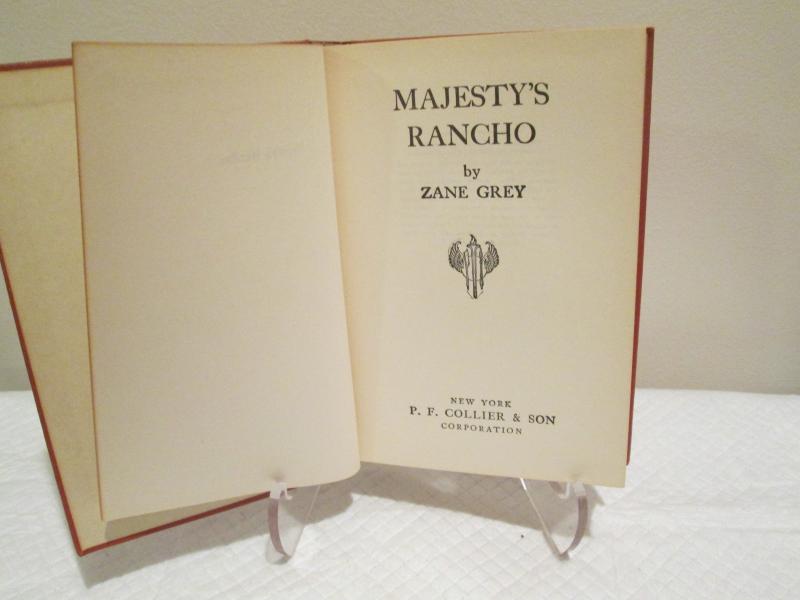 MAJESTY'S
RANCHO
by
ZANE GREY
NEW YORK
P. F. COLLIER & SON
CORPORATION